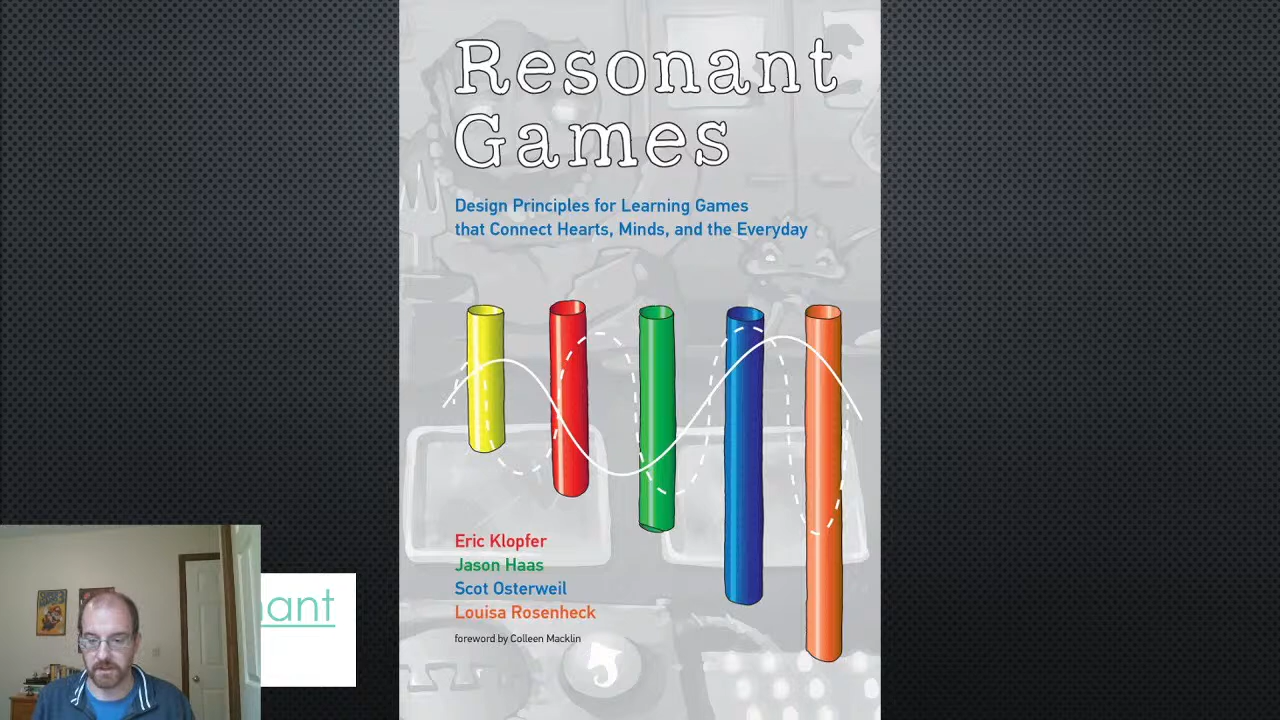 Resonant
Games
Design Principles for Learning Games
that Connect Hearts, Minds, and the Everyday
Eric Klopfer
Jason Haas
Scot Osterweil
Louisa Rosenheck
foreword by Colleen Macklin
nant